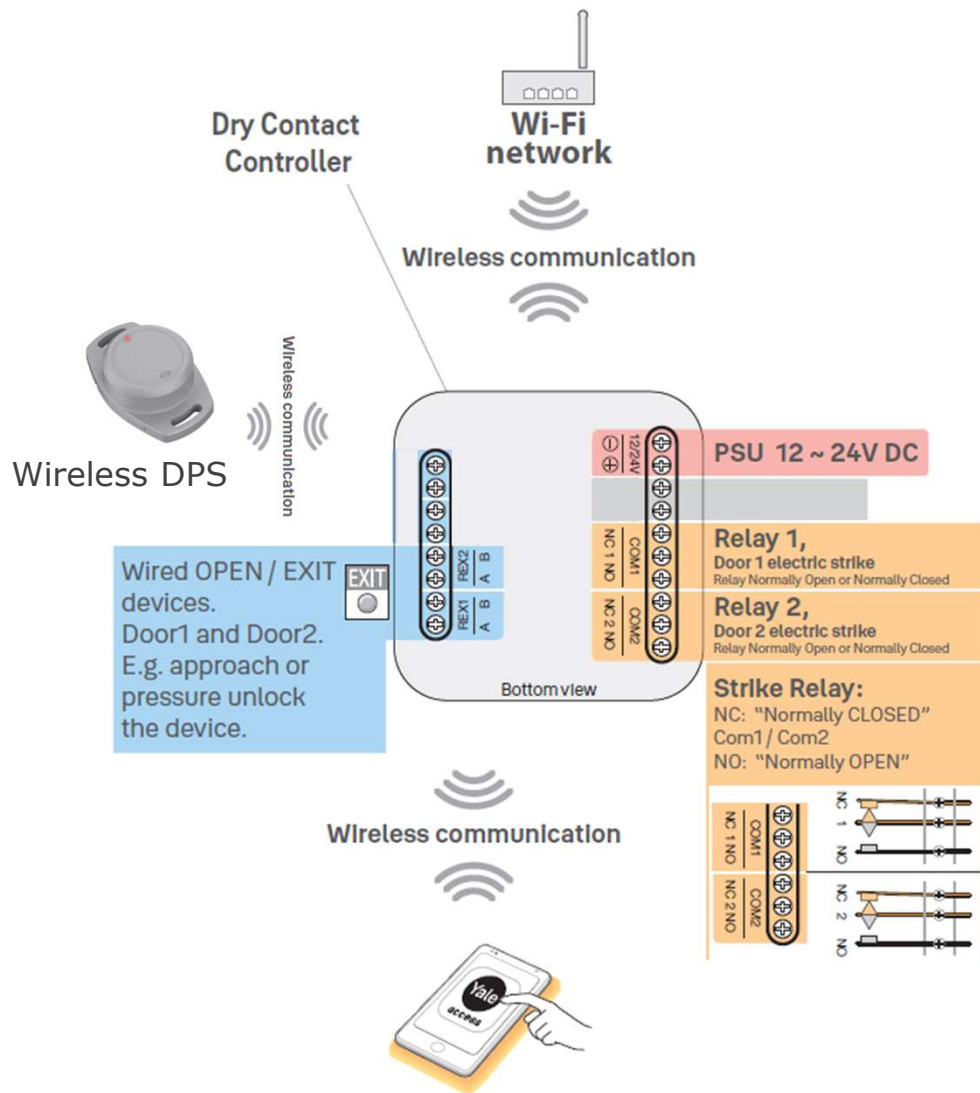 Dry Contact
Controller
Wi-Fi
network
Wireless communication
Wireless communication
Wireless DPS
12/24V
PSU 12 ~ 24V DC
NC 1 NO
COM1
Relay 1,
Door 1 electric strike
Relay Normally Open or Normally Closed
NC 2 NO
COM2
Relay 2,
Door 2 electric strike
Relay Normally Open or Normally Closed
Wired OPEN / EXIT
devices.
Door1 and Door2.
E.g. approach or
pressure unlock
the device.
EXIT
REX2
A B
REX1
A B
Bottom view
Strike Relay:
NC: “Normally CLOSED”
Com1 / Com2
NO: “Normally OPEN”
NC 1 NO
COM1
NC 2 NO
COM2
NC
1
NO
NC
2
NO
Wireless communication
Yale
access